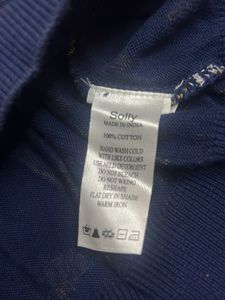 Solly
MADE IN INDIA
100% COTTON
HAND WASH COLD
WITH LIKE COLORS
USE MILD DETERGENT
DO NOT BLEACH
DO NOT WRING
RESHAPE
FLAT DRY IN SHADE
WARM IRON